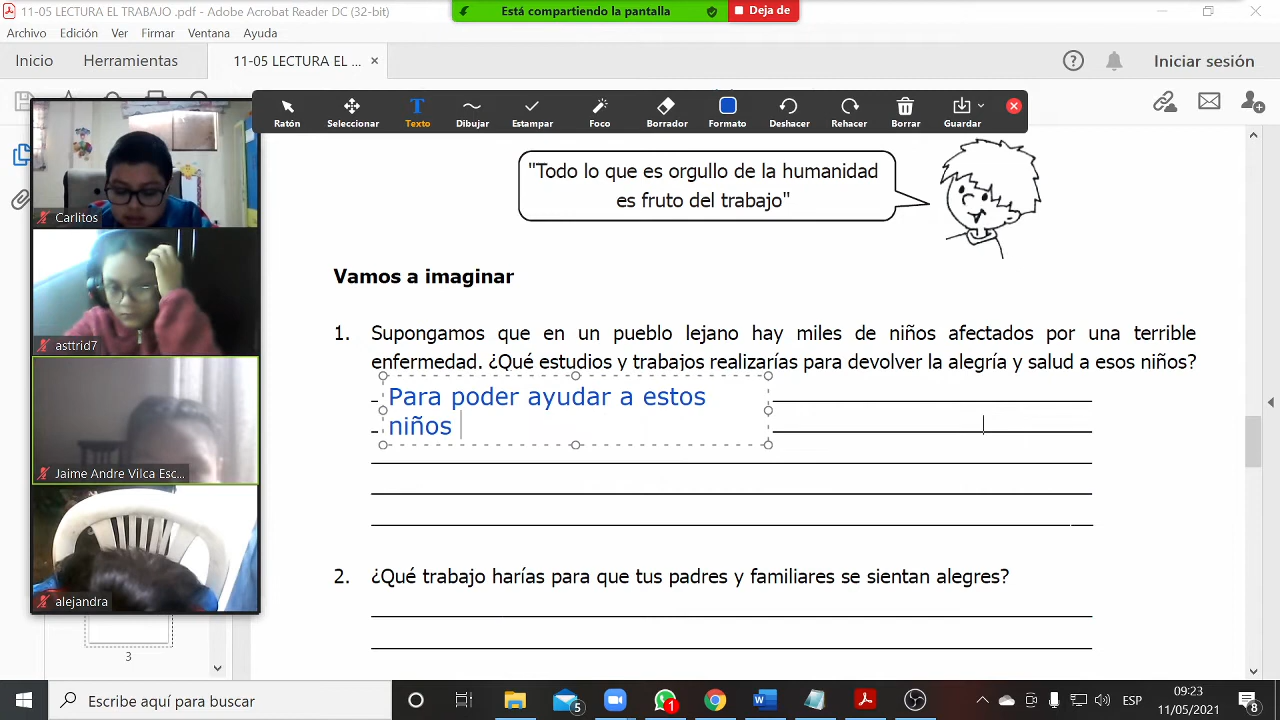 11-05 LECTURA EL TRABAJO .pdf - Adobe Acrobat Reader DC (32-bit)
Está compartiendo la pantalla
Deja de
Archivo Edición Ver Firmar Ventana Ayuda
Inicio Herramientas 11-05 LECTURA EL ... ×
Iniciar sesión
Ratón Seleccionar Texto Dibujar Estampar Foco Borrador Formato Deshacer Rehacer Borrar Guardar
"Todo lo que es orgullo de la humanidad
es fruto del trabajo"
Carlitos
Vamos a imaginar
1. Supongamos que en un pueblo lejano hay miles de niños afectados por una terrible
enfermedad. ¿Qué estudios y trabajos realizarías para devolver la alegría y salud a esos niños?
asttrid7
Para poder ayudar a estos
niños
Jaime Andre Vilca Esc...
2. ¿Qué trabajo harías para que tus padres y familiares se sientan alegres?
alejandra
3
Escribe aquí para buscar
5
1
ESP
09:23
11/05/2021
8